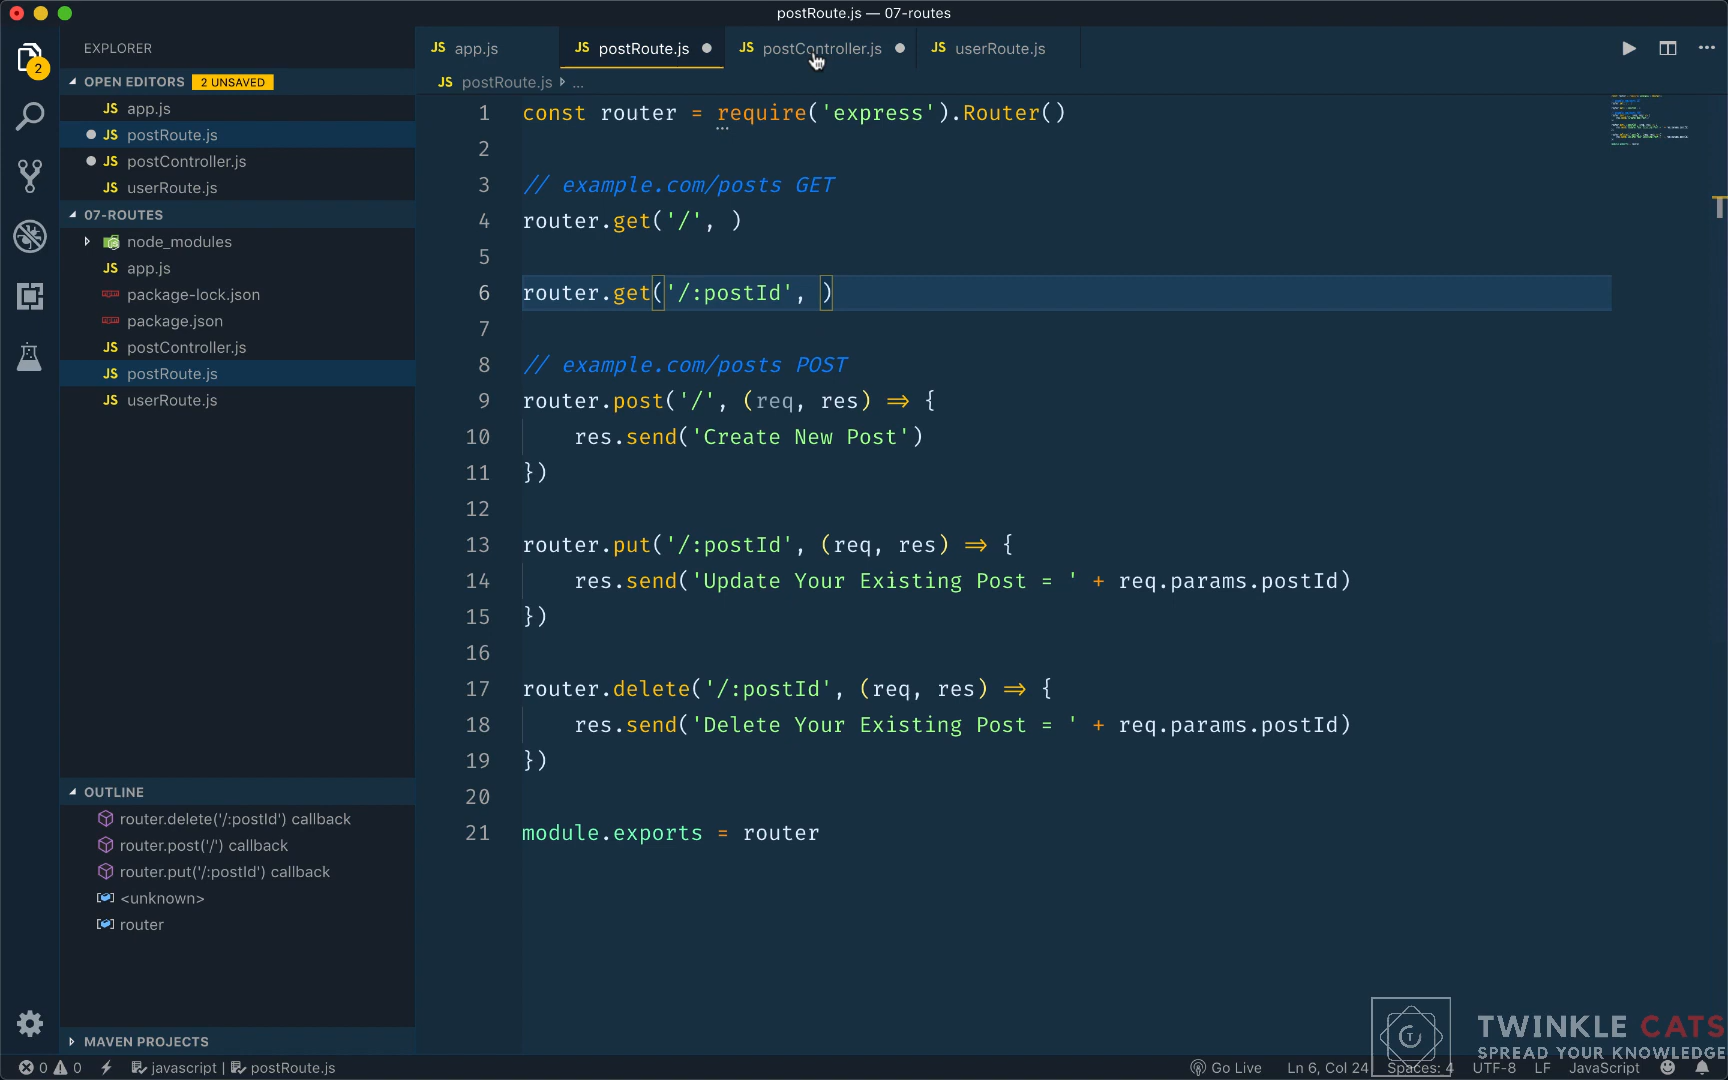 postRoute.js — 07-routes
EXPLORER
JS app.js
JS postRoute.js
JS postController.js
JS userRoute.js
2
OPEN EDITORS 2 UNSAVED
JS postRoute.js ...
JS app.js
JS postRoute.js
JS postController.js
JS userRoute.js
07-ROUTES
node_modules
JS app.js
package-lock.json
package.json
JS postController.js
JS postRoute.js
JS userRoute.js
1 const router = require('express').Router()
2
3 // example.com/posts GET
4 router.get('/', )
5
6 router.get('/:postId', )
7
8 // example.com/posts POST
9 router.post('/', (req, res) => {
10 res.send('Create New Post')
11 })
12
13 router.put('/:postId', (req, res) => {
14 res.send('Update Your Existing Post = ' + req.params.postId)
15 })
16
17 router.delete('/:postId', (req, res) => {
18 res.send('Delete Your Existing Post = ' + req.params.postId)
19 })
20
21 module.exports = router
OUTLINE
router.delete('/:postId') callback
router.post('/') callback
router.put('/:postId') callback
<unknown>
router
MAVEN PROJECTS
TWINKLE CATS
SPREAD YOUR KNOWLEDGE
0 0 javascript | postRoute.js
Go Live Ln 6, Col 24 Spaces: 4 UTF-8 LF JavaScript